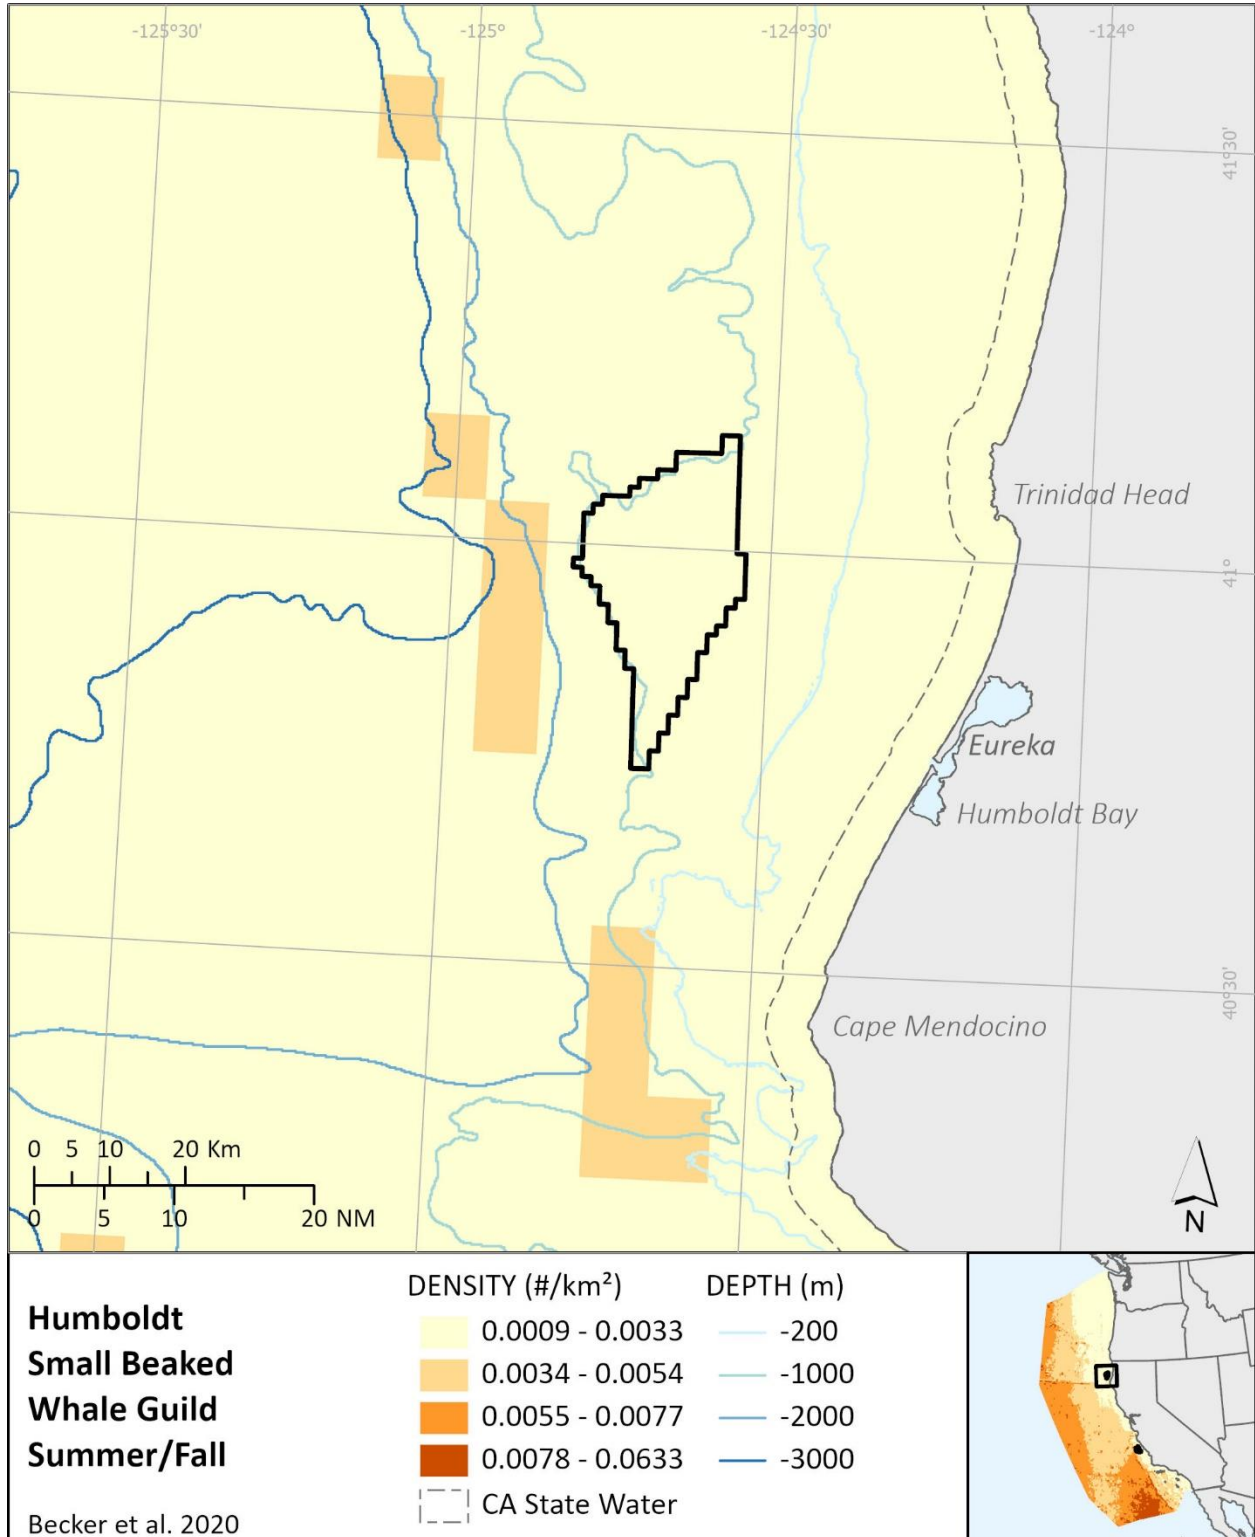 -125°30'
-125°
-124°30'
-124°
41°30'
Trinidad Head
41°
Eureka
Humboldt Bay
40°30'
Cape Mendocino
0 5 10 20 Km
0 5 10 20 NM
N
Humboldt
Small Beaked
Whale Guild
Summer/Fall
Becker et al. 2020
DENSITY (#/km²)
0.0009 - 0.0033
0.0034 - 0.0054
0.0055 - 0.0077
0.0078 - 0.0633
CA State Water
DEPTH (m)
-200
-1000
-2000
-3000